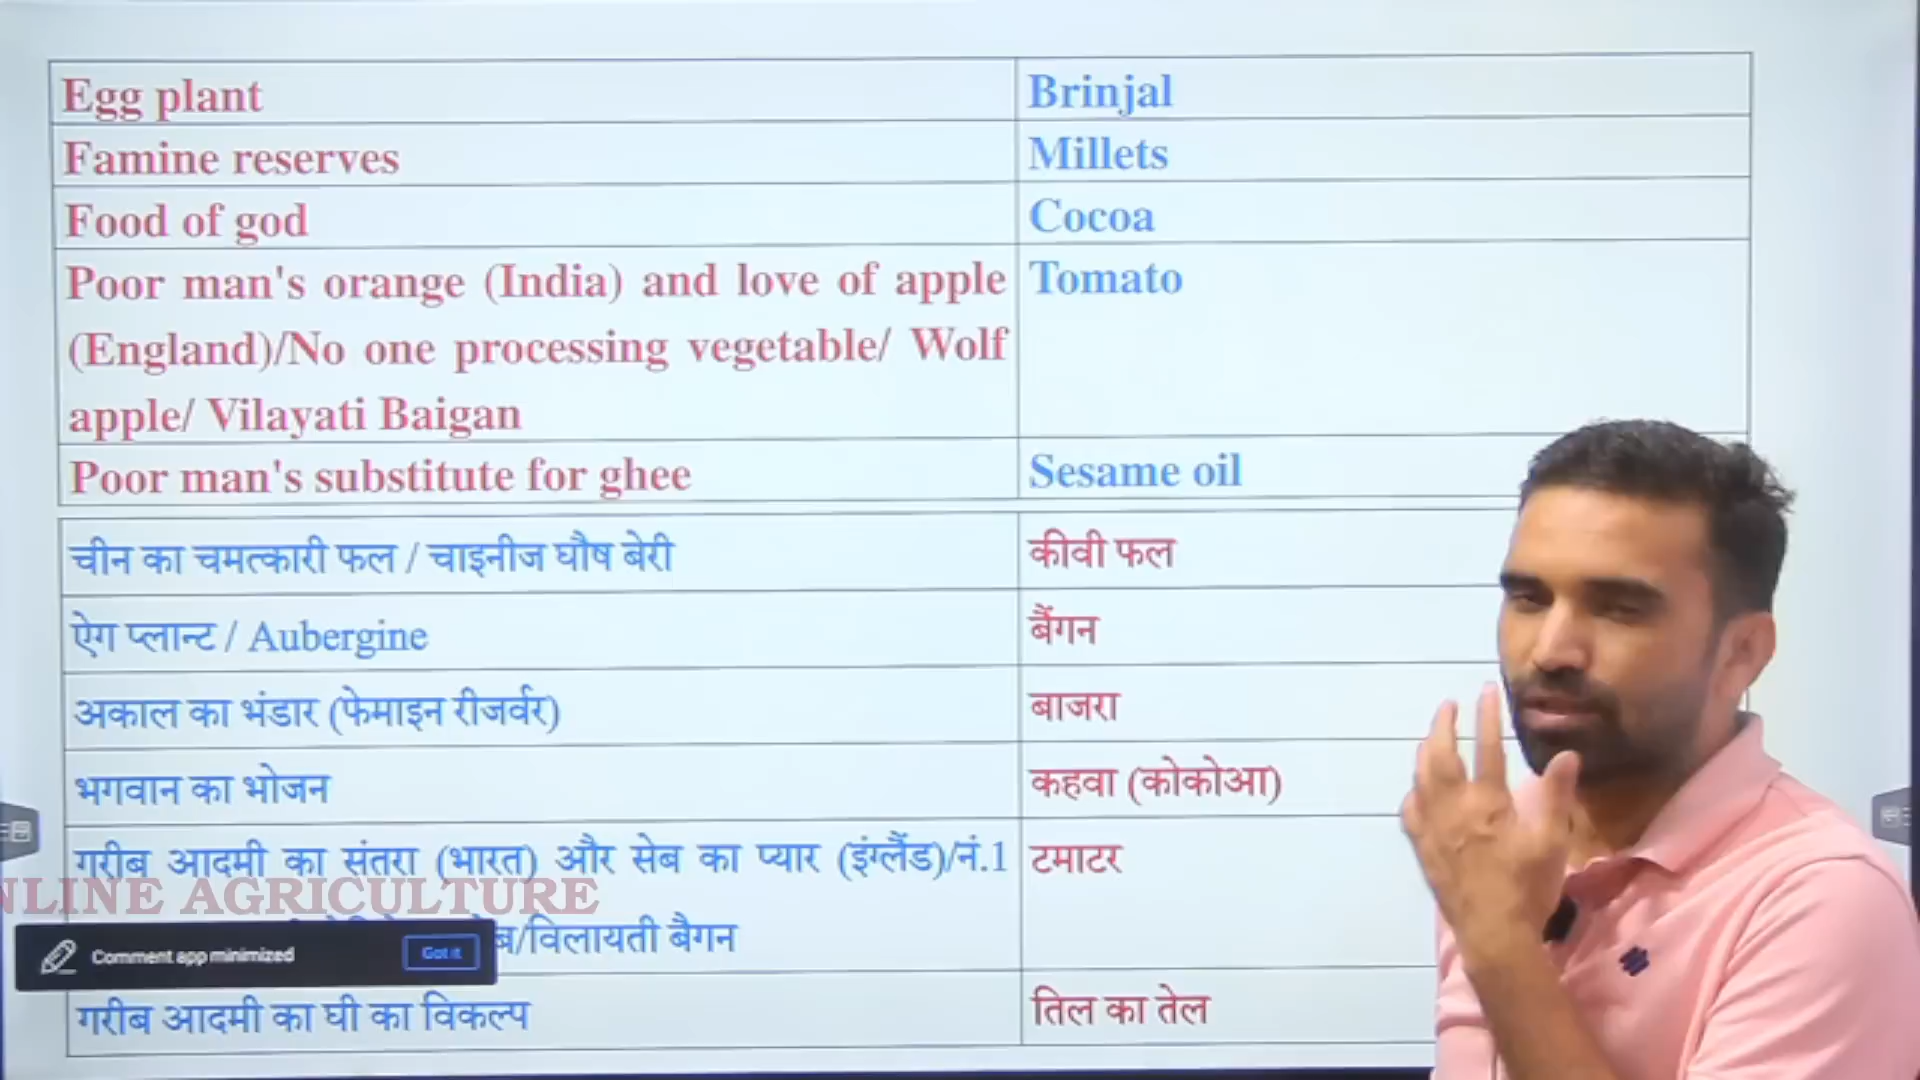 Egg plant
Brinjal
Famine reserves
Millets
Food of god
Cocoa
Poor man's orange (India) and love of apple
(England)/No one processing vegetable/ Wolf
apple/ Vilayati Baigan
Tomato
Poor man's substitute for ghee
Sesame oil
चीन का चमत्कारी फल / चाइनीज घौष बेरी
कीवी फल
ऐग प्लान्ट / Aubergine
बैंगन
अकाल का भंडार (फेमाइन रीजर्वर)
बाजरा
भगवान का भोजन
कहवा (कोकोआ)
गरीब आदमी का संतरा (भारत) और सेब का प्यार (इंग्लैंड)/नं.1
टमाटर
NLINE AGRICULTURE
ब/विलायती बैगन
Comment app minimized
Got it
गरीब आदमी का घी का विकल्प
तिल का तेल